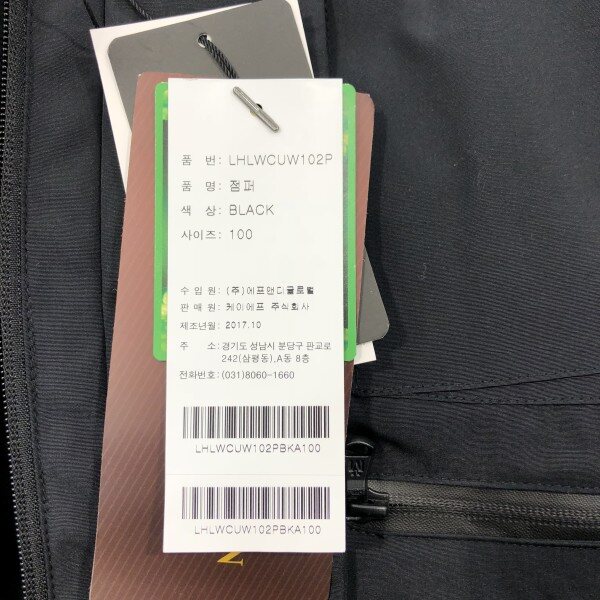 품 번: LHLWCUW102P
품 명: 점퍼
색 상: BLACK
사이즈: 100
수 입 원: (주)에프앤디글로벌
판 매 원: 케이에프 주식회사
제조년월: 2017.10
주 소: 경기도 성남시 분당구 판교로
242(삼평동),A동 8층
전화번호: (031)8060-1660
LHLWCUW102PBKA100
LHLWCUW102PBKA100
N